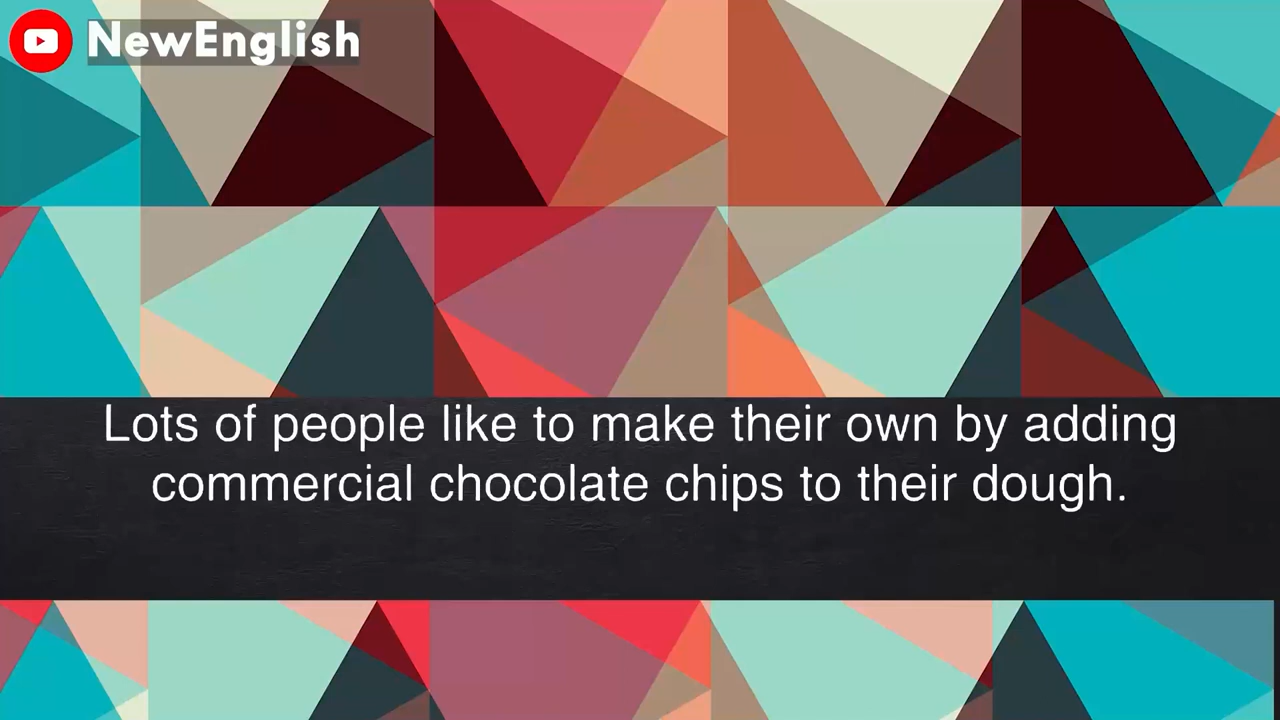 NewEnglish
Lots of people like to make their own by adding
commercial chocolate chips to their dough.